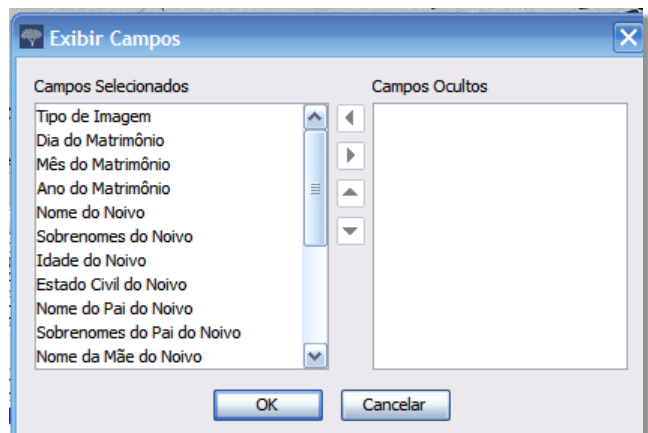 Exibir Campos
Campos Selecionados
Campos Ocultos
Tipo de Imagem
Dia do Matrimônio
Mês do Matrimônio
Ano do Matrimônio
Nome do Noivo
Sobrenomes do Noivo
Idade do Noivo
Estado Civil do Noivo
Nome do Pai do Noivo
Sobrenomes do Pai do Noivo
Nome da Mãe do Noivo
OK
Cancelar